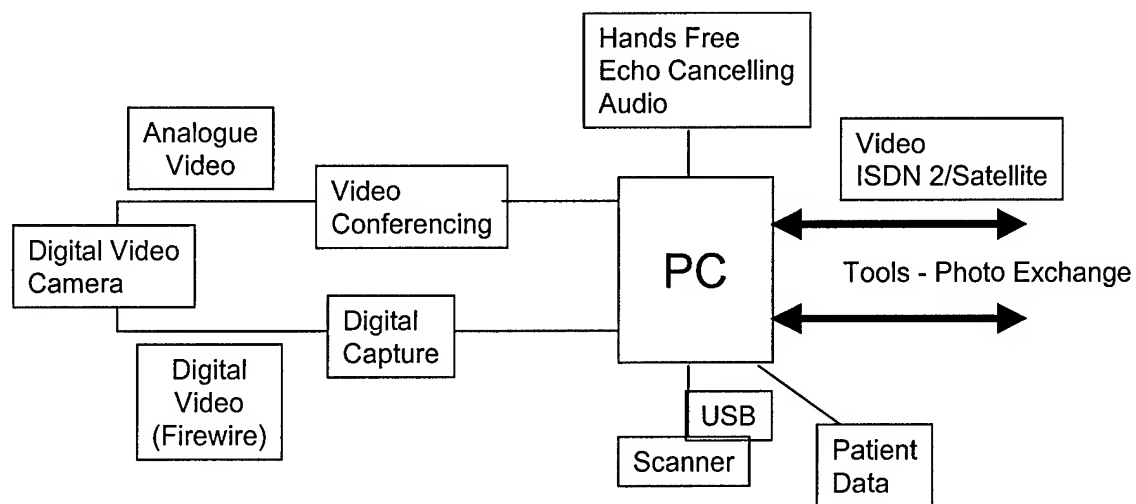 Hands Free
Echo Cancelling
Audio
Analogue
Video
Video
ISDN 2/Satellite
Video
Conferencing
Digital Video
Camera
PC
Tools - Photo Exchange
Digital
Capture
Digital
Video
(Firewire)
USB
Scanner
Patient
Data